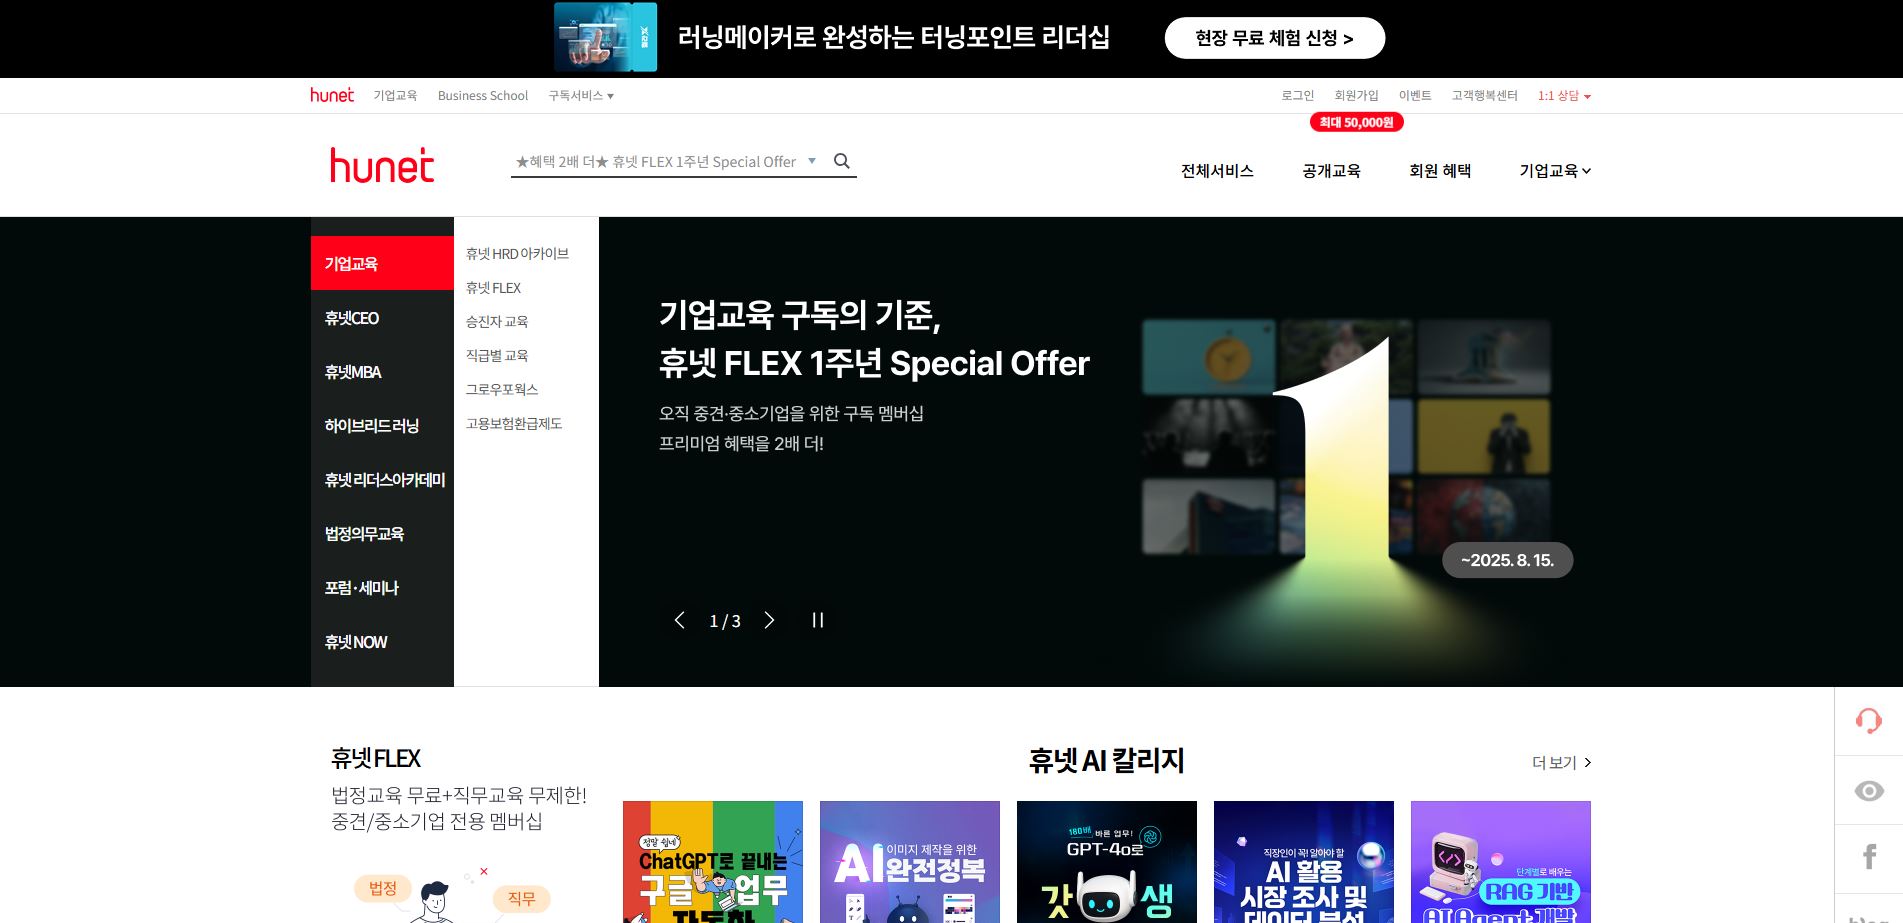 러닝메이커로 완성하는 터닝포인트 리더십
현장 무료 체험 신청 >
hunet 기업교육 Business School 구독서비스 ▼
로그인 회원가입 이벤트 고객행복센터 1:1 상담
최대 50,000원
hunet
★혜택 2배 더★ 휴넷 FLEX 1주년 Special Offer
전체서비스 공개교육 회원 혜택 기업교육
기업교육
휴넷CEO
휴넷MBA
하이브리드 러닝
휴넷 리더스아카데미
법정의무교육
포럼·세미나
휴넷 NOW
휴넷 HRD 아카이브
휴넷 FLEX
승진자 교육
직급별 교육
그로우포웍스
고용보험환급제도
기업교육 구독의 기준,
휴넷 FLEX 1주년 Special Offer
오직 중견·중소기업을 위한 구독 멤버십
프리미엄 혜택을 2배 더!
1
~2025. 8. 15.
1 / 3
휴넷 FLEX
법정교육 무료+직무교육 무제한!
중견/중소기업 전용 멤버십
법정
직무
휴넷 AI 칼리지
더 보기 >
정말 쉽네
ChatGPT로 끝내는
구글 업무
자동화
이미지 제작을 위한
AI완전정복
180배 바른 업무!
GPT-4o로
갓 생
직장인이 꼭! 알아야 할
AI 활용
시장 조사 및
데이터 분석
단계별로 배우는
RAG 기반
AI Agent 개발
blog